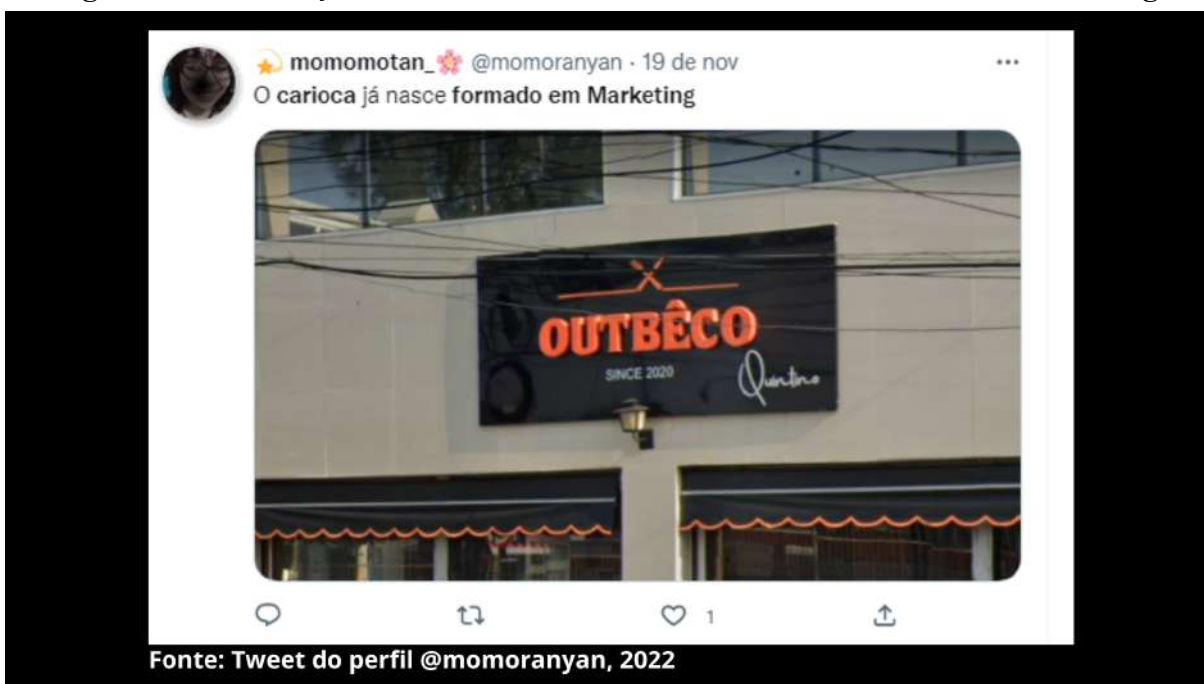 💫 momomotan_🌸 @momoranyan · 19 de nov
O carioca já nasce formado em Marketing
OUTBÊCO
SINCE 2020
Quintino
1
Fonte: Tweet do perfil @momoranyan, 2022